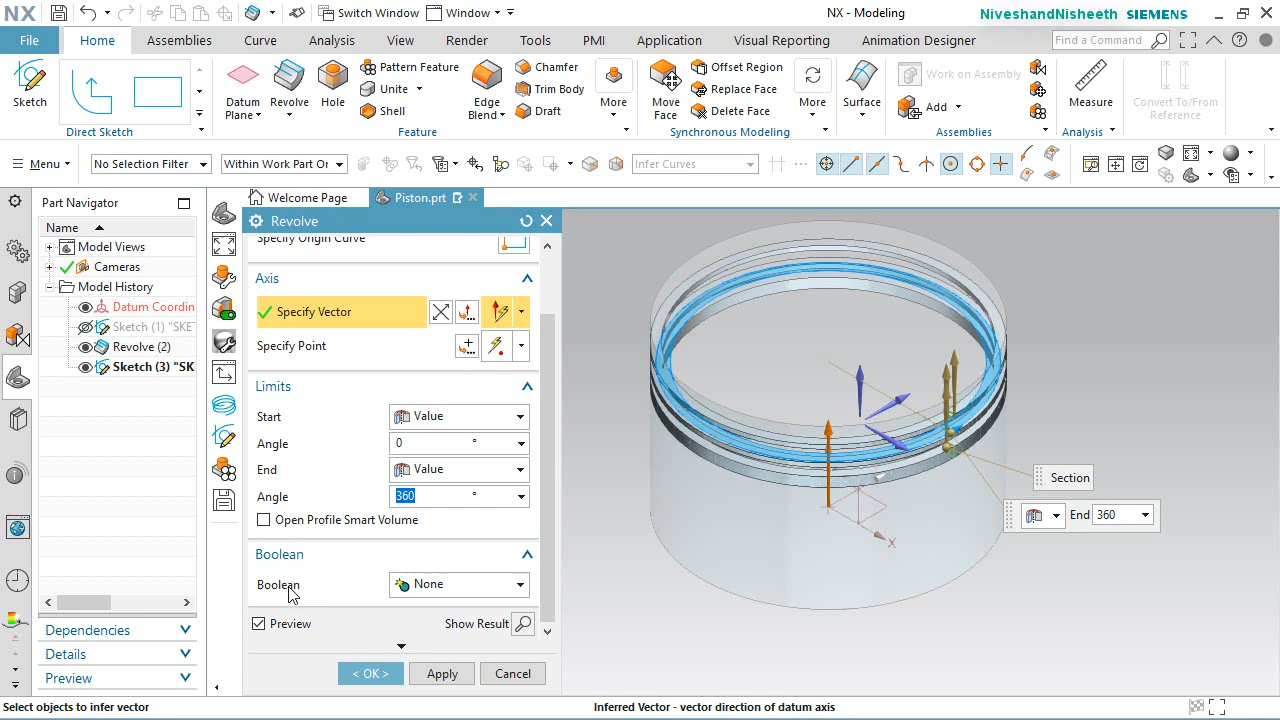 NX
Switch Window
Window
NX - Modeling
NiveshandNisheeth SIEMENS
File
Home
Assemblies
Curve
Analysis
View
Render
Tools
PMI
Application
Visual Reporting
Animation Designer
Find a Command
Sketch
Direct Sketch
Datum Plane
Revolve
Hole
Pattern Feature
Unite
Shell
Edge Blend
Chamfer
Trim Body
Draft
More
Feature
Move Face
Offset Region
Replace Face
Delete Face
More
Synchronous Modeling
Surface
Work on Assembly
Add
Assemblies
Measure
Analysis
Convert To/From Reference
Menu
No Selection Filter
Within Work Part On
Infer Curves
Part Navigator
Name
Model Views
Cameras
Model History
Datum Coordin
Sketch (1) "SKE
Revolve (2)
Sketch (3) "SK
Dependencies
Details
Preview
Welcome Page
Piston.prt
Revolve
Specify Origin Curve
Axis
Specify Vector
Specify Point
Limits
Start
Value
Angle
0
°
End
Value
Angle
360
°
Open Profile Smart Volume
Boolean
Boolean
None
Preview
Show Result
< OK >
Apply
Cancel
Section
End 360
X
Select objects to infer vector
Inferred Vector - vector direction of datum axis